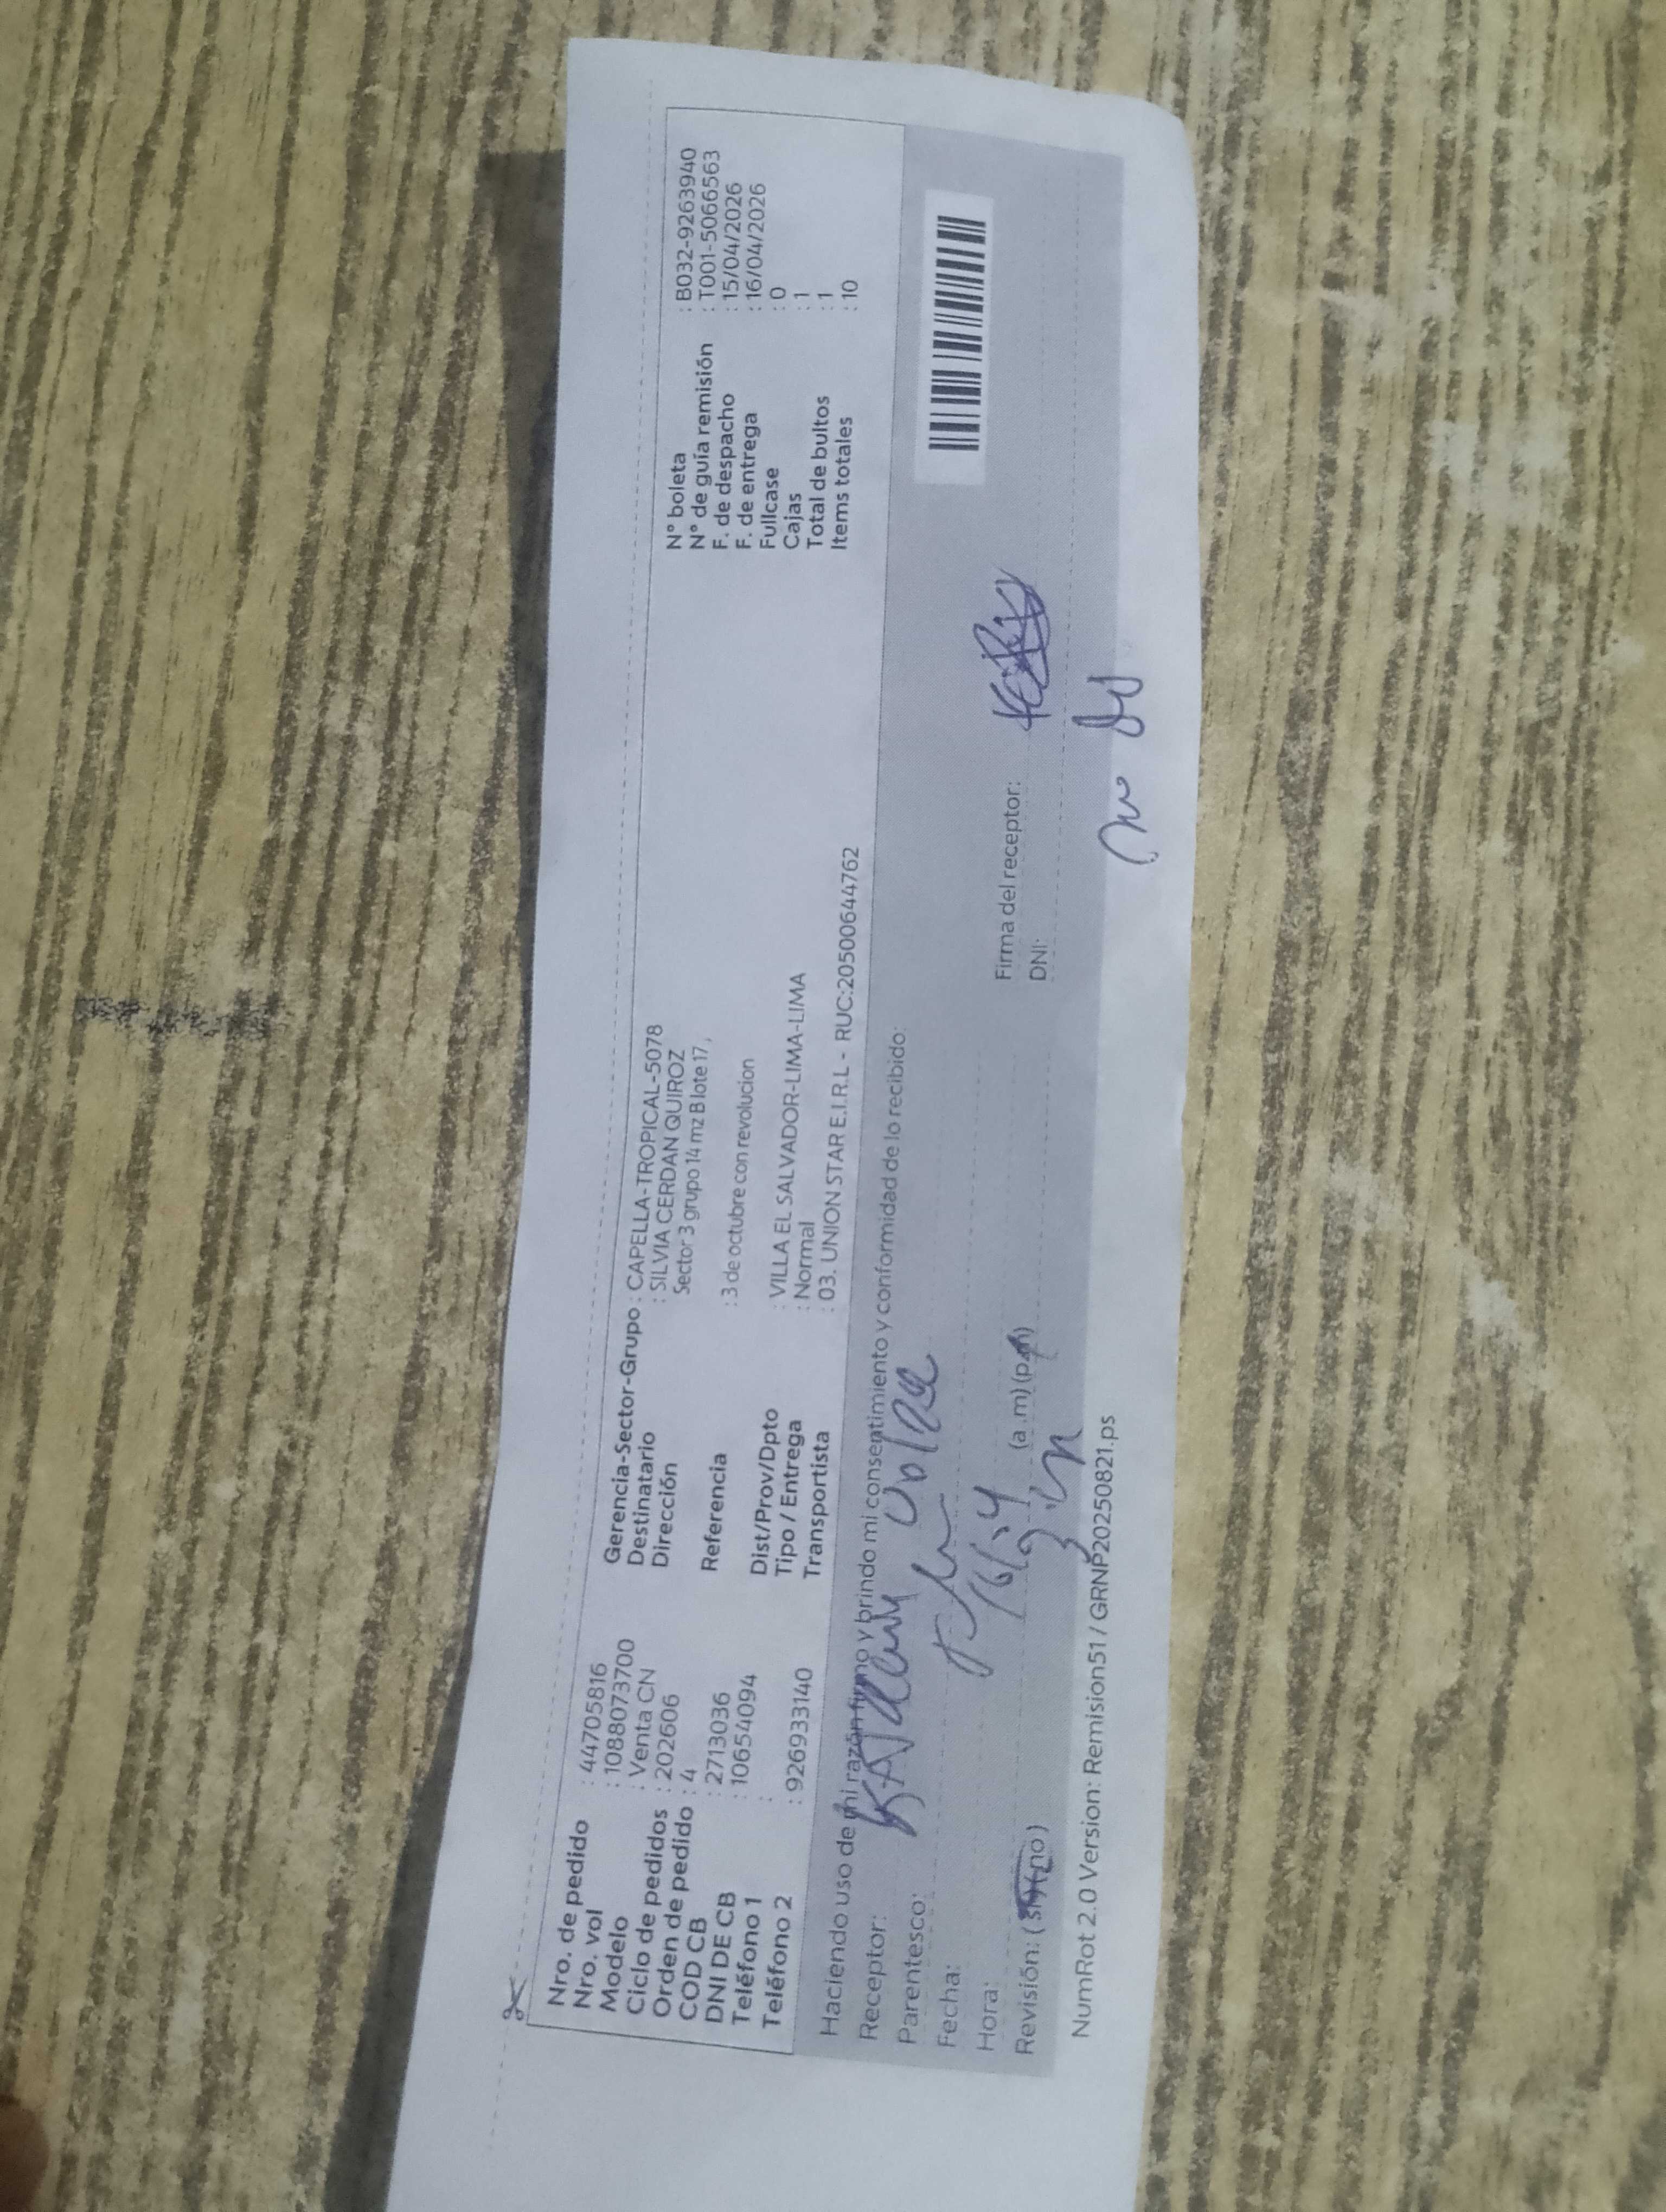 Nro. de pedido : 44705816
Nro. vol : 1088073700
Modelo : Venta CN
Ciclo de pedidos : 202606
Orden de pedido : 4
COD CB : 2713036
DNI DE CB : 10654094
Teléfono 1 :
Teléfono 2 : 926933140
Gerencia-Sector-Grupo : CAPELLA-TROPICAL-5078
Destinatario : SILVIA CERDAN QUIROZ
Dirección Sector 3 grupo 14 mz B lote 17 ,
Referencia : 3 de octubre con revolucion
Dist/Prov/Dpto : VILLA EL SALVADOR-LIMA-LIMA
Tipo / Entrega : Normal
Transportista : 03. UNION STAR E.I.R.L - RUC:20500644762
N° boleta : B032-9263940
N° de guía remisión : T001-5066563
F. de despacho : 15/04/2026
F. de entrega : 16/04/2026
Fullcase : 0
Cajas : 1
Total de bultos : 1
Items totales : 10
Haciendo uso de mi razón firmo y brindo mi consentimiento y conformidad de lo recibido:
Receptor:
Parentesco:
Fecha: 16.4
Hora: (a .m) (p.m)
Revisión: (si/no)
Firma del receptor:
DNI:
NumRot 2.0 Version: Remision51 / GRNP20250821.ps